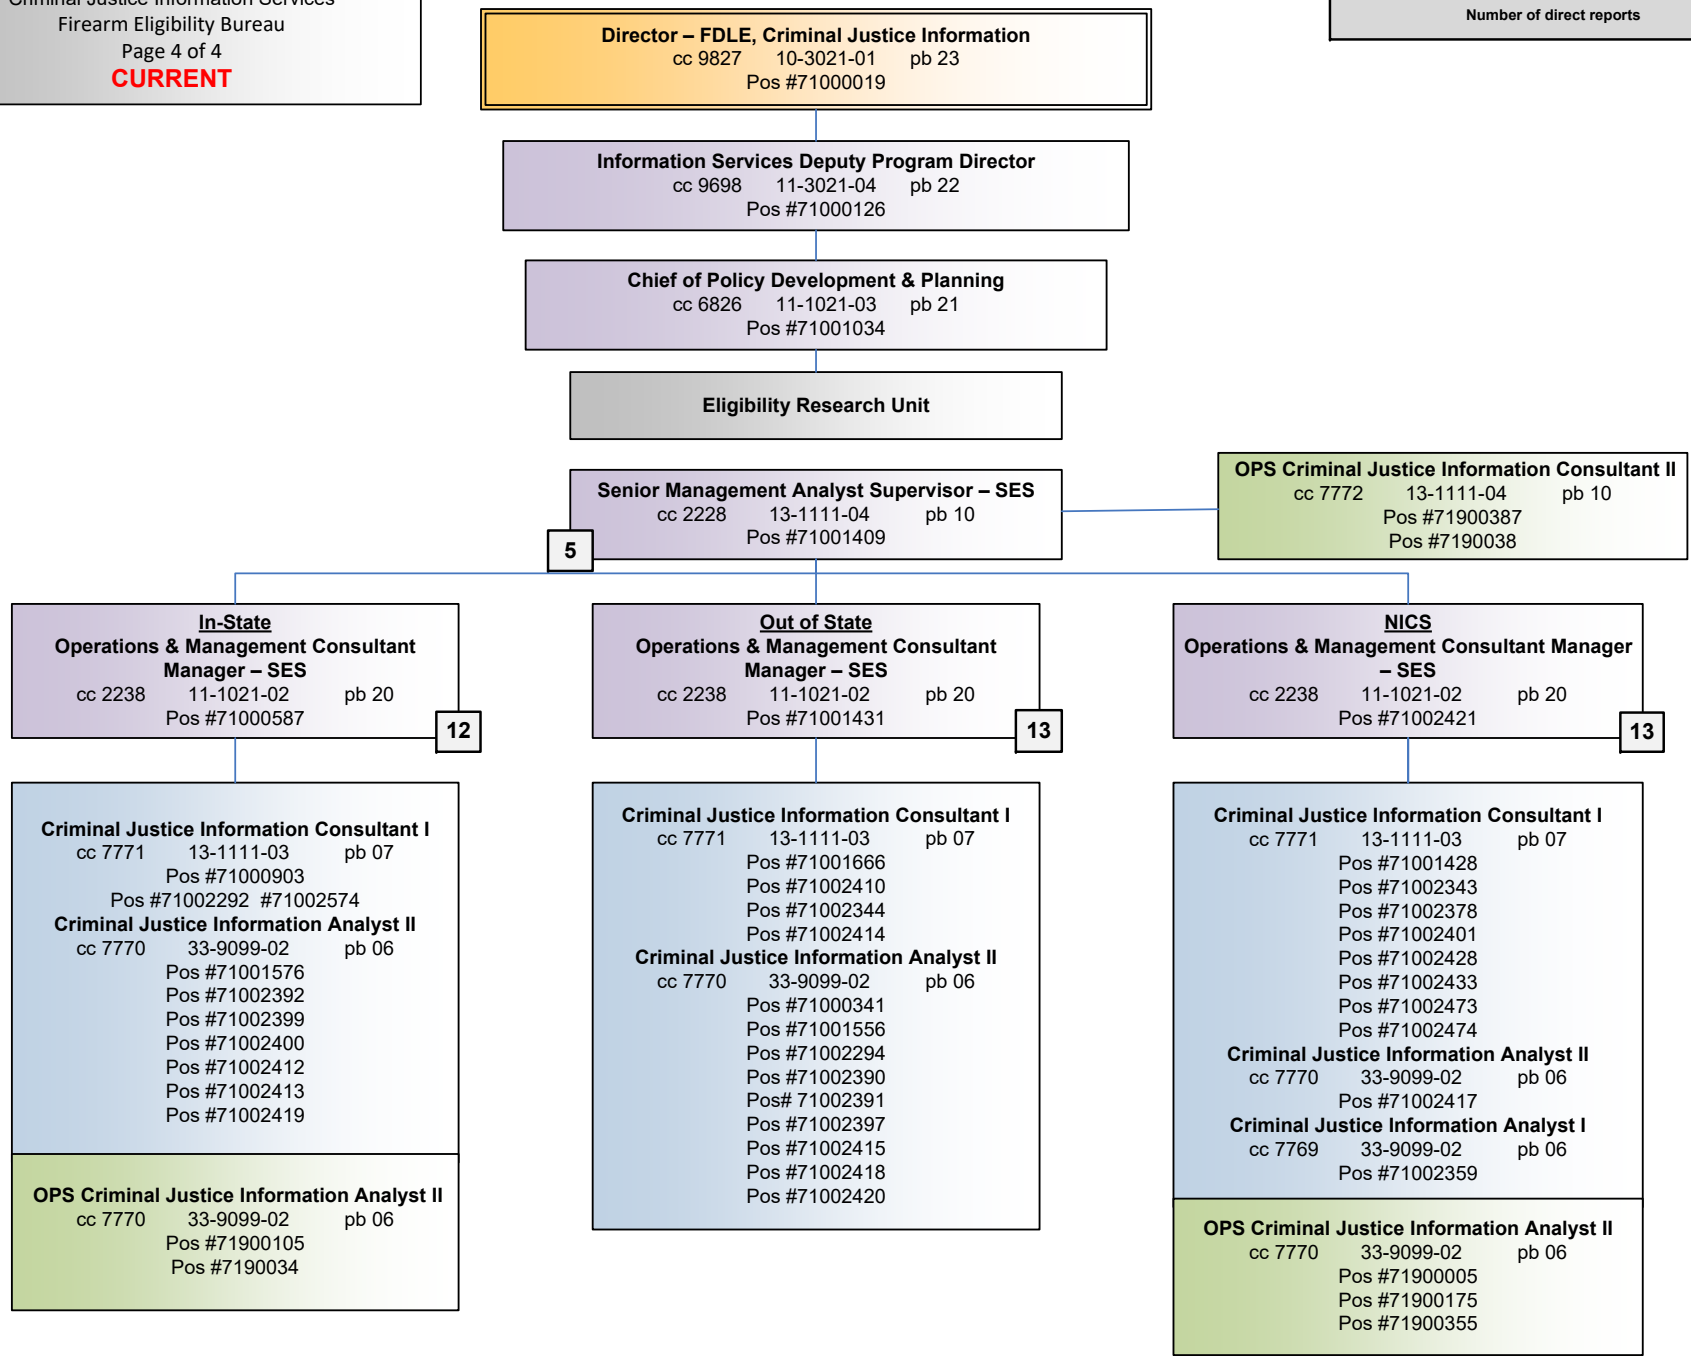 Criminal Justice Information Services
Firearm Eligibility Bureau
Page 4 of 4
CURRENT
Number of direct reports
Director – FDLE, Criminal Justice Information
cc 9827 10-3021-01 pb 23
Pos #71000019
Information Services Deputy Program Director
cc 9698 11-3021-04 pb 22
Pos #71000126
Chief of Policy Development & Planning
cc 6826 11-1021-03 pb 21
Pos #71001034
Eligibility Research Unit
Senior Management Analyst Supervisor – SES
cc 2228 13-1111-04 pb 10
Pos #71001409
5
OPS Criminal Justice Information Consultant II
cc 7772 13-1111-04 pb 10
Pos #71900387
Pos #7190038
In-State
Operations & Management Consultant
Manager – SES
cc 2238 11-1021-02 pb 20
Pos #71000587
12
Out of State
Operations & Management Consultant
Manager – SES
cc 2238 11-1021-02 pb 20
Pos #71001431
13
NICS
Operations & Management Consultant Manager
– SES
cc 2238 11-1021-02 pb 20
Pos #71002421
13
Criminal Justice Information Consultant I
cc 7771 13-1111-03 pb 07
Pos #71000903
Pos #71002292 #71002574
Criminal Justice Information Analyst II
cc 7770 33-9099-02 pb 06
Pos #71001576
Pos #71002392
Pos #71002399
Pos #71002400
Pos #71002412
Pos #71002413
Pos #71002419
OPS Criminal Justice Information Analyst II
cc 7770 33-9099-02 pb 06
Pos #71900105
Pos #7190034
Criminal Justice Information Consultant I
cc 7771 13-1111-03 pb 07
Pos #71001666
Pos #71002410
Pos #71002344
Pos #71002414
Criminal Justice Information Analyst II
cc 7770 33-9099-02 pb 06
Pos #71000341
Pos #71001556
Pos #71002294
Pos #71002390
Pos# 71002391
Pos #71002397
Pos #71002415
Pos #71002418
Pos #71002420
Criminal Justice Information Consultant I
cc 7771 13-1111-03 pb 07
Pos #71001428
Pos #71002343
Pos #71002378
Pos #71002401
Pos #71002428
Pos #71002433
Pos #71002473
Pos #71002474
Criminal Justice Information Analyst II
cc 7770 33-9099-02 pb 06
Pos #71002417
Criminal Justice Information Analyst I
cc 7769 33-9099-02 pb 06
Pos #71002359
OPS Criminal Justice Information Analyst II
cc 7770 33-9099-02 pb 06
Pos #71900005
Pos #71900175
Pos #71900355